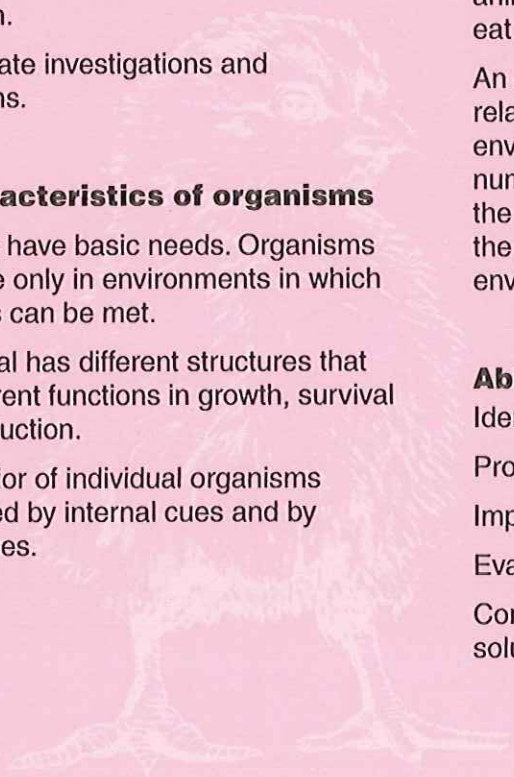 n.
ate investigations and
ns.
acteristics of organisms
have basic needs. Organisms
e only in environments in which
s can be met.
al has different structures that
rent functions in growth, survival
uction.
ior of individual organisms
ed by internal cues and by
es.
eat
An
rela
env
nun
the
the
env
Ab
Ide
Pro
Imp
Eva
Cor
solu